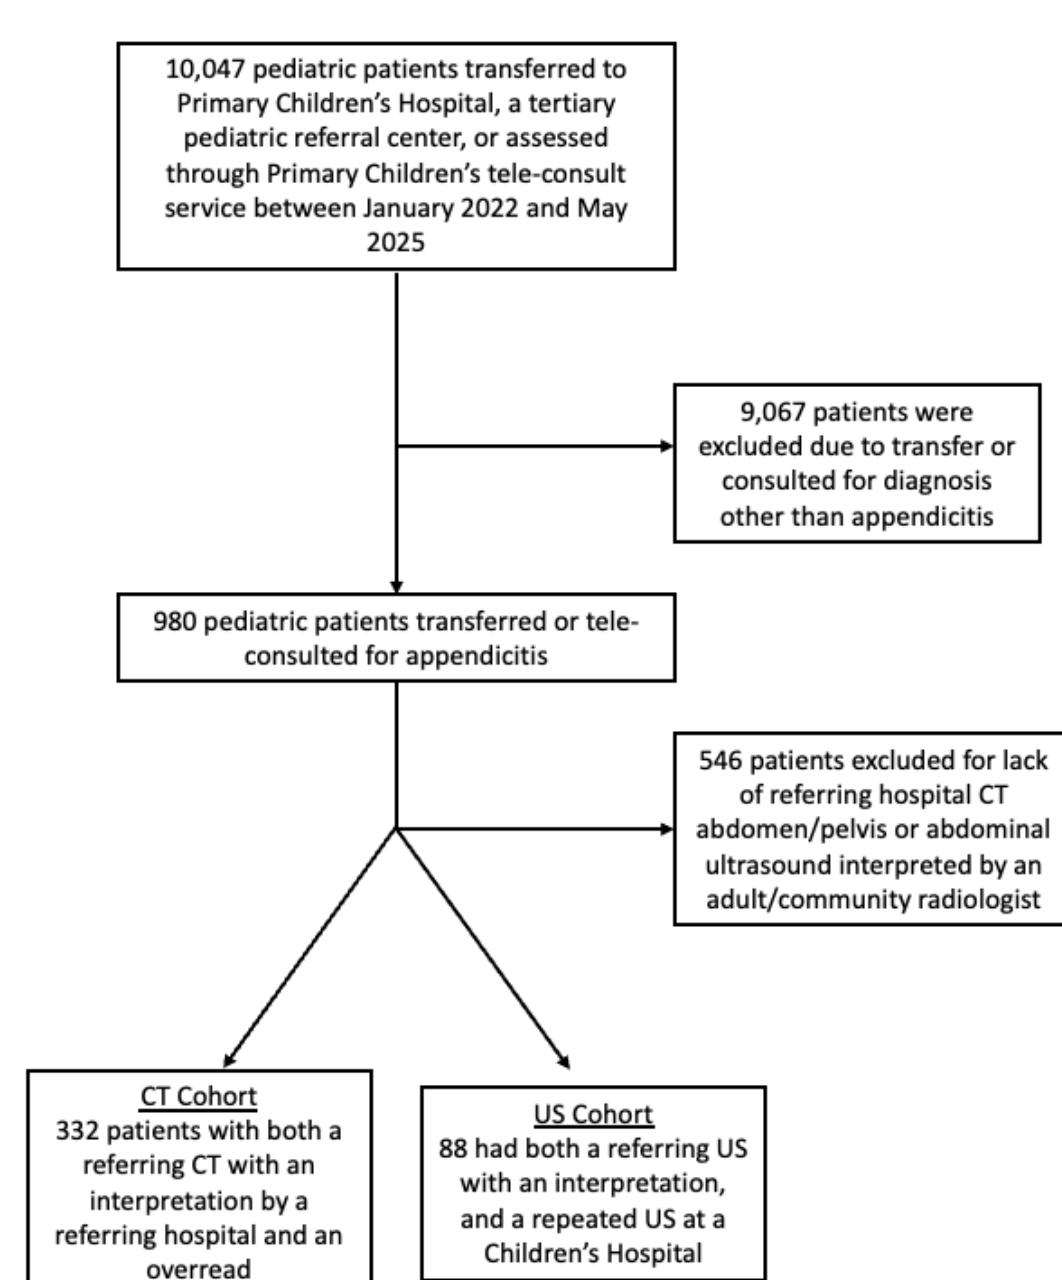 10,047 pediatric patients transferred to
Primary Children's Hospital, a tertiary
pediatric referral center, or assessed
through Primary Children's tele-consult
service between January 2022 and May
2025
9,067 patients were
excluded due to transfer or
consulted for diagnosis
other than appendicitis
980 pediatric patients transferred or tele-
consulted for appendicitis
546 patients excluded for lack
of referring hospital CT
abdomen/pelvis or abdominal
ultrasound interpreted by an
adult/community radiologist
CT Cohort
332 patients with both a
referring CT with an
interpretation by a
referring hospital and an
overread
US Cohort
88 had both a referring US
with an interpretation,
and a repeated US at a
Children's Hospital